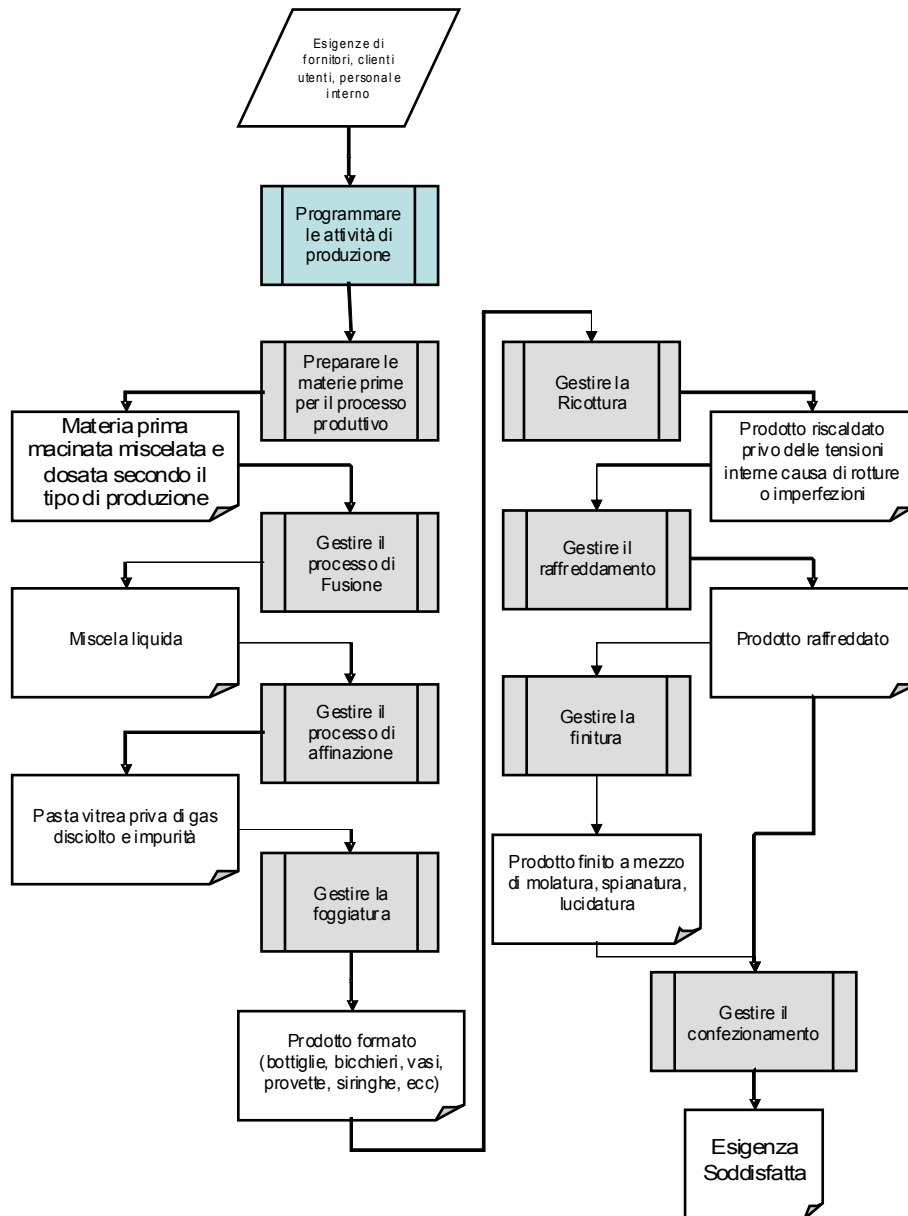 Esigenze di
fornitori, clienti
utenti, personale
interno
Programmare
le attività di
produzione
Preparare le
materie prime
per il processo
produttivo
Materia prima
macinata miscelata e
dosata secondo il
tipo di produzione
Gestire il
processo di
Fusione
Miscela liquida
Gestire il
processo di
affinazione
Pasta vitrea priva di gas
disciolto e impurità
Gestire la
foggiatura
Prodotto formato
(bottiglie, bicchieri, vasi,
provette, siringhe, ecc)
Gestire la
Ricottura
Prodotto riscaldato
privo delle tensioni
interne causa di rotture
o imperfezioni
Gestire il
raffreddamento
Prodotto raffreddato
Gestire la
finitura
Prodotto finito a mezzo
di molatura, spianatura,
lucidatura
Gestire il
confezionamento
Esigenza
Soddisfatta